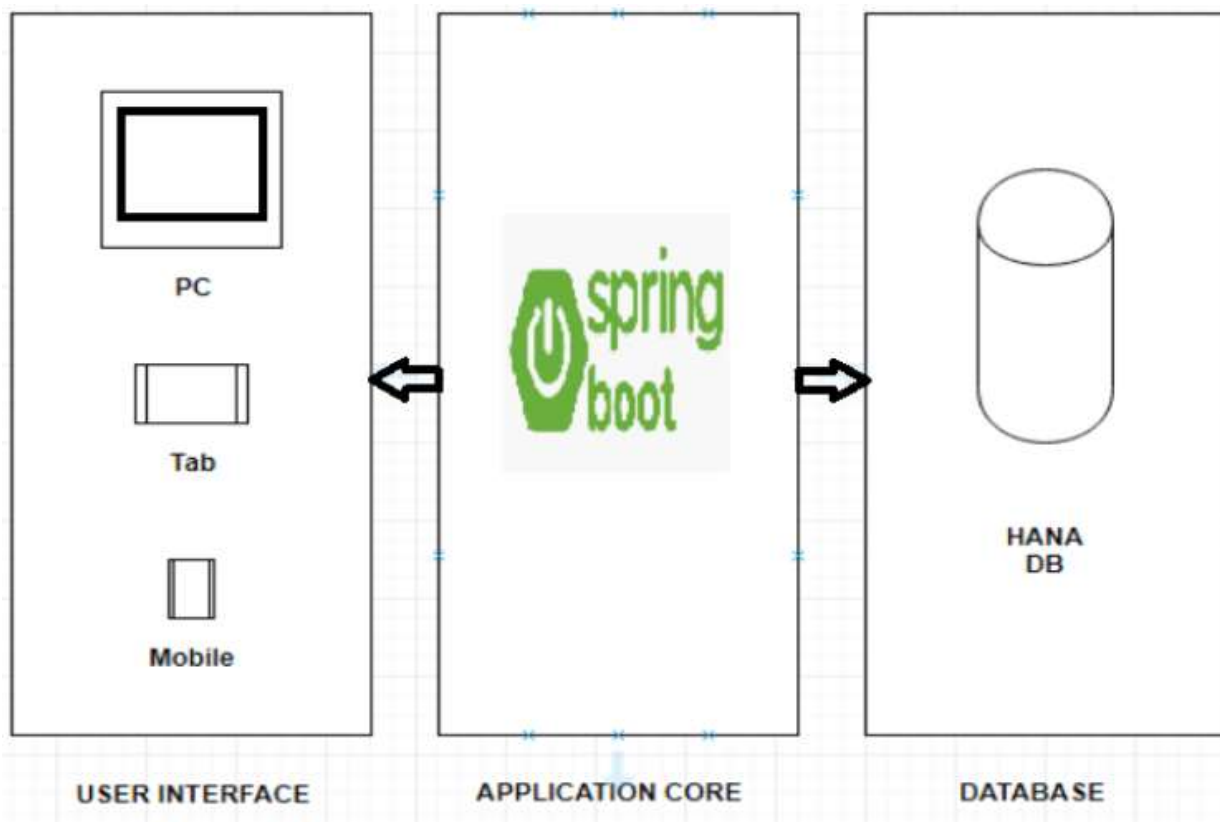 PC
Tab
Mobile
USER INTERFACE
spring
boot
APPLICATION CORE
HANA
DB
DATABASE